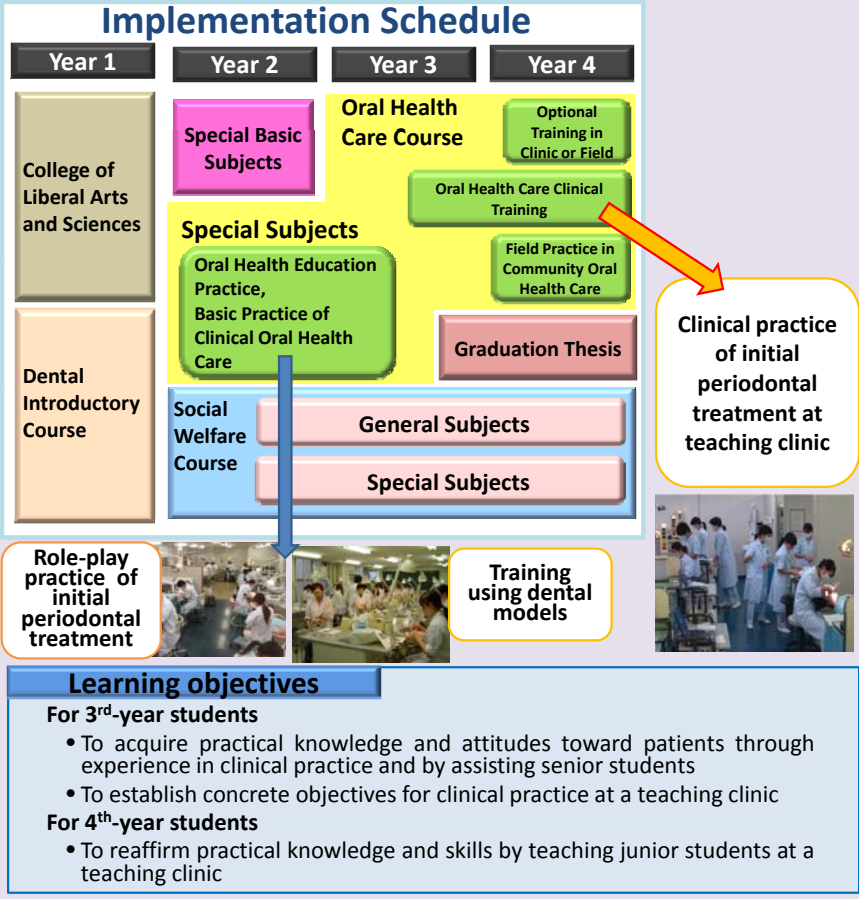 Implementation Schedule
Year 1
Year 2
Year 3
Year 4
College of
Liberal Arts
and Sciences
Dental
Introductory
Course
Special Basic
Subjects
Oral Health
Care Course
Optional
Training in
Clinic or Field
Oral Health Care Clinical
Training
Special Subjects
Oral Health Education
Practice,
Basic Practice of
Clinical Oral Health
Care
Field Practice in
Community Oral
Health Care
Graduation Thesis
Social
Welfare
Course
General Subjects
Special Subjects
Clinical practice
of initial
periodontal
treatment at
teaching clinic
Role-play
practice of
initial
periodontal
treatment
Training
using dental
models
Learning objectives
For 3rd-year students
• To acquire practical knowledge and attitudes toward patients through
experience in clinical practice and by assisting senior students
• To establish concrete objectives for clinical practice at a teaching clinic
For 4th-year students
• To reaffirm practical knowledge and skills by teaching junior students at a
teaching clinic